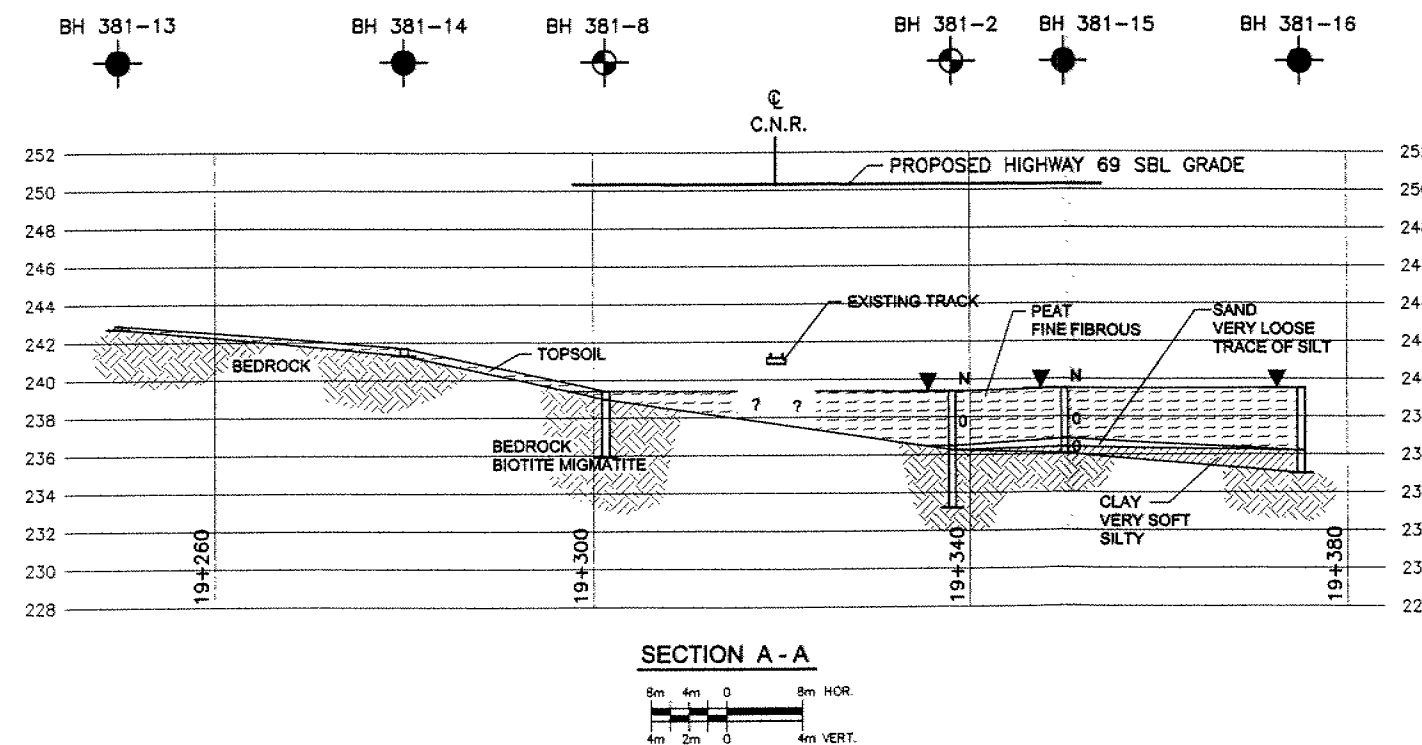 BH 381-13 BH 381-14 BH 381-8 BH 381-2 BH 381-15 BH 381-16
C.N.R.
PROPOSED HIGHWAY 69 SBL GRADE
252
250
248
246
244
242
240
238
236
234
232
230
228
EXISTING TRACK
PEAT
FINE FIBROUS
SAND
VERY LOOSE
TRACE OF SILT
TOPSOIL
BEDROCK
N N
? ?
0 0
0
BEDROCK
BIOTITE MIGMATITE
CLAY
VERY SOFT
SILTY
19+260 19+300 19+340 19+380
SECTION A - A
8m 4m 0 8m HOR.
4m 2m 0 4m VERT.